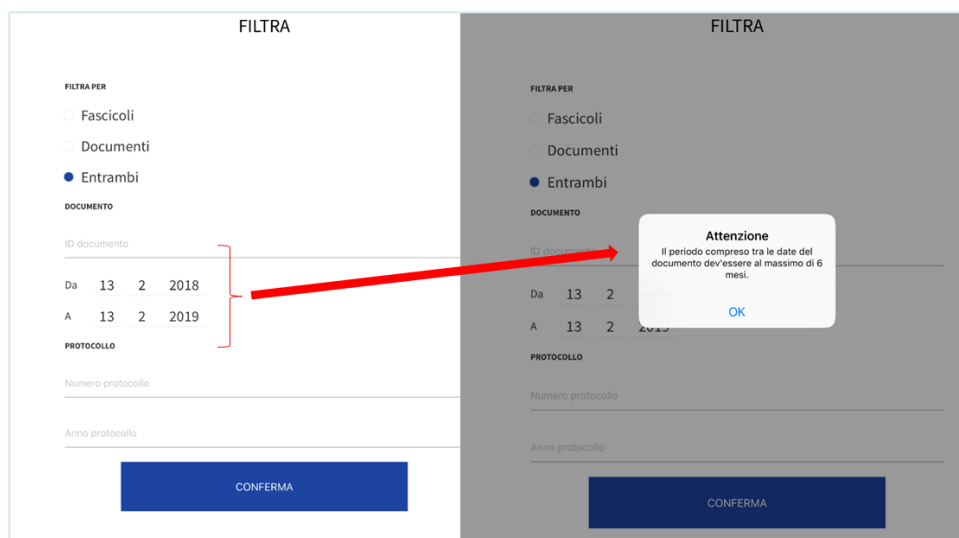 FILTRA
FILTRA PER
Fascicoli
Documenti
Entrambi
DOCUMENTO
ID documento
Da 13 2 2018
A 13 2 2019
PROTOCOLLO
Numero protocollo
Anno protocollo
CONFERMA
FILTRA
FILTRA PER
Fascicoli
Documenti
Entrambi
DOCUMENTO
ID documento
Attenzione
Il periodo compreso tra le date del
documento dev'essere al massimo di 6
mesi.
OK
Da 13 2
A 13 2 2019
PROTOCOLLO
Numero protocollo
Anno protocollo
CONFERMA